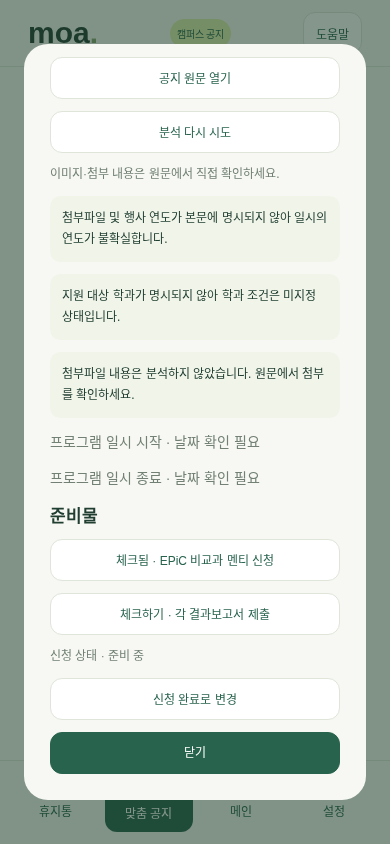 moa.
캠퍼스 공지
도움말
공지 원문 열기
분석 다시 시도
이미지·첨부 내용은 원문에서 직접 확인하세요.
첨부파일 및 행사 연도가 본문에 명시되지 않아 일시의
연도가 불확실합니다.
지원 대상 학과가 명시되지 않아 학과 조건은 미지정
상태입니다.
첨부파일 내용은 분석하지 않았습니다. 원문에서 첨부
를 확인하세요.
프로그램 일시 시작 · 날짜 확인 필요
프로그램 일시 종료 · 날짜 확인 필요
준비물
체크됨 · EPiC 비교과 멘티 신청
체크하기 · 각 결과보고서 제출
신청 상태 · 준비 중
신청 완료로 변경
닫기
휴지통
맞춤 공지
메인
설정